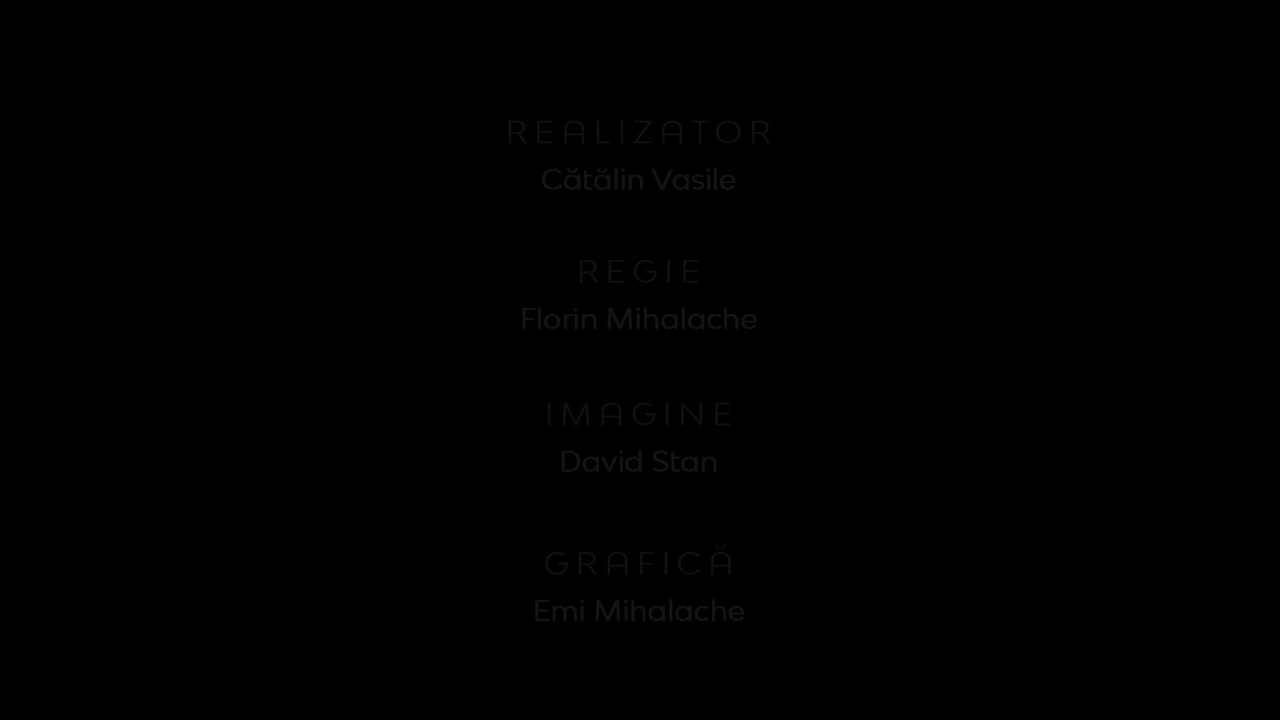 REALIZATOR
Cătălin Vasile
REGIE
Florin Mihalache
IMAGINE
David Stan
GRAFICĂ
Emi Mihalache